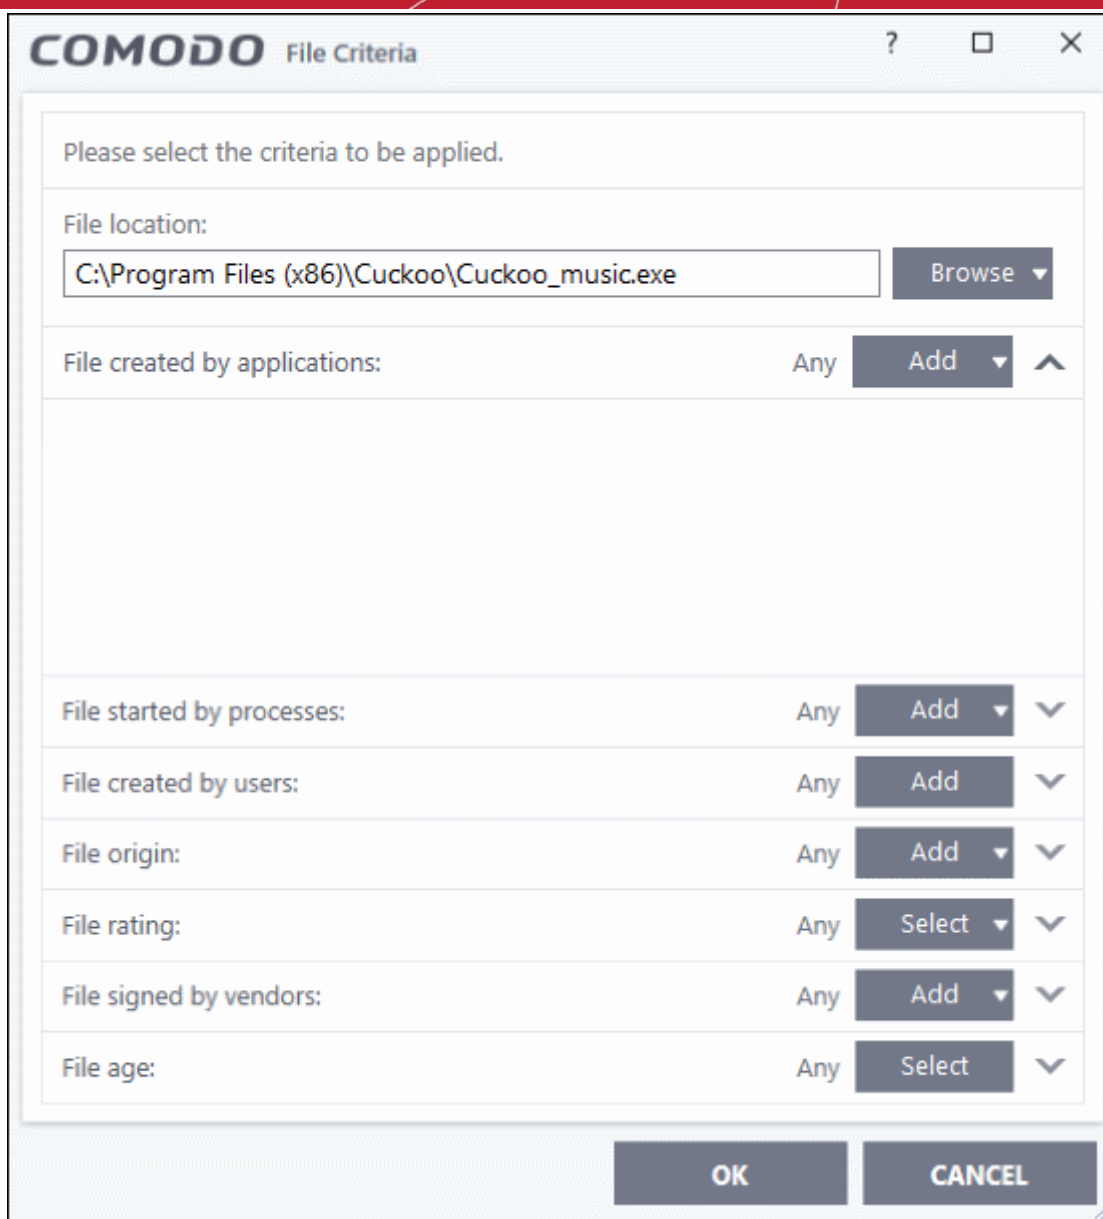 COMODO File Criteria ?
Please select the criteria to be applied.
File location:
C:\Program Files (x86)\Cuckoo\Cuckoo_music.exe Browse
File created by applications: Any Add
File started by processes: Any Add
File created by users: Any Add
File origin: Any Add
File rating: Any Select
File signed by vendors: Any Add
File age: Any Select
OK CANCEL